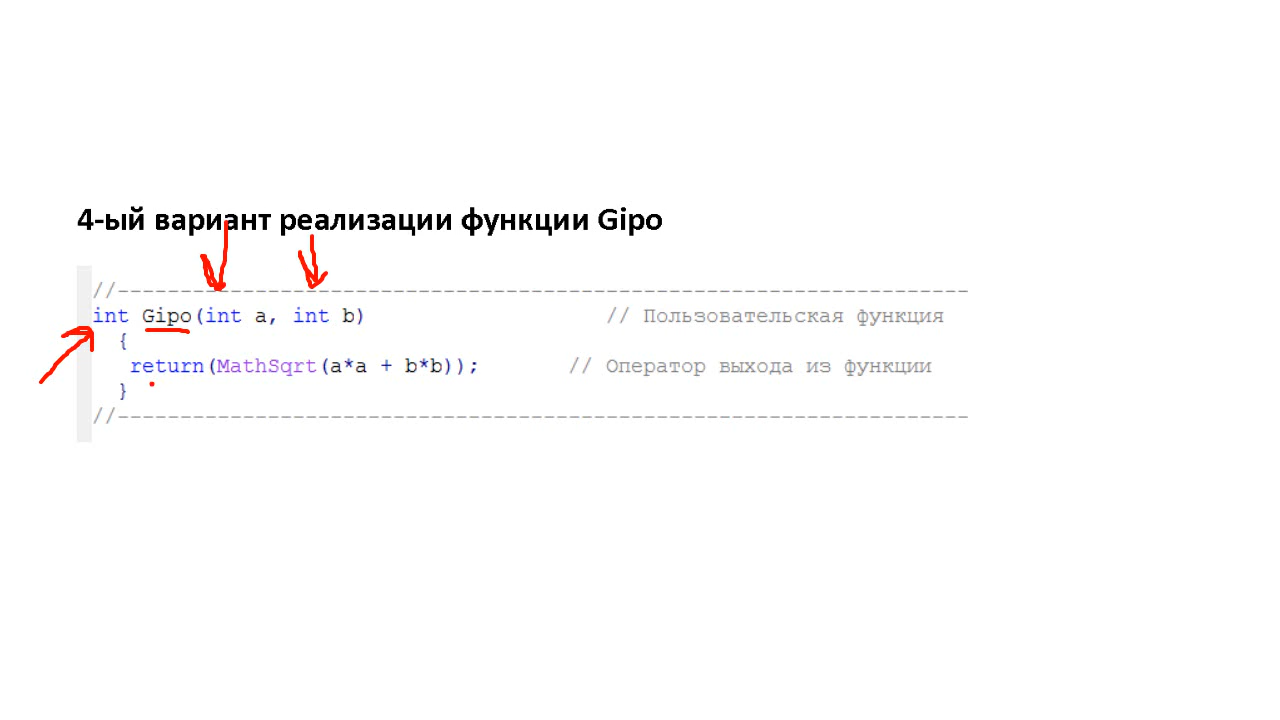 4-ый вариант реализации функции Gipo
//--------------------------------------------------------------------
int Gipo(int a, int b) // Пользовательская функция
{
return(MathSqrt(a*a + b*b)); // Оператор выхода из функции
}
//--------------------------------------------------------------------